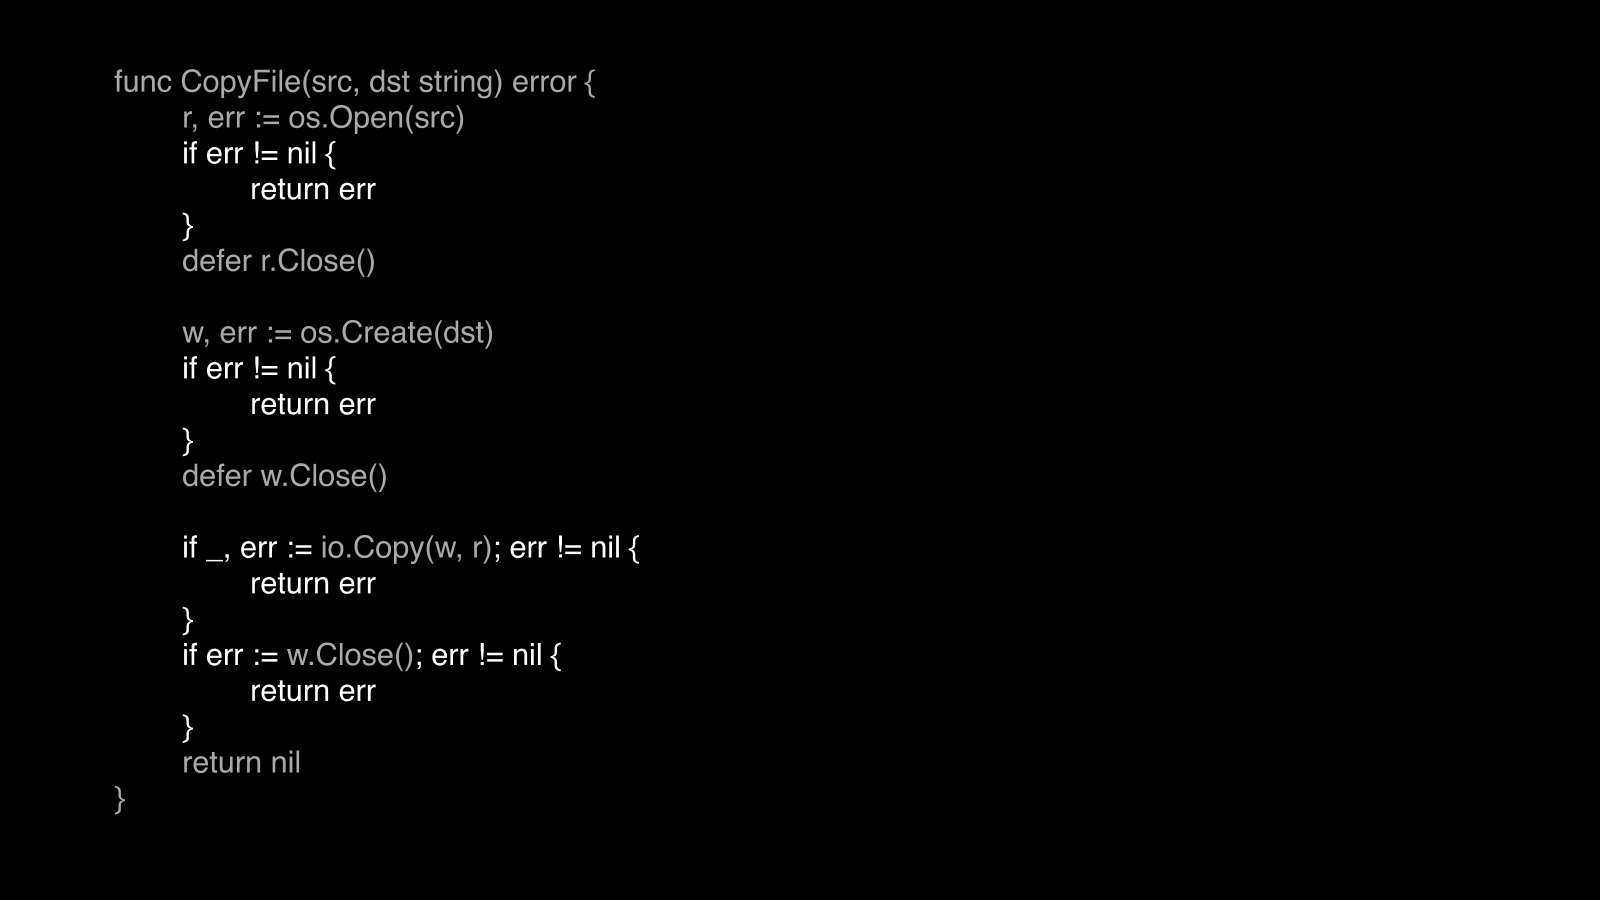 func CopyFile(src, dst string) error {
r, err := os.Open(src)
if err != nil {
return err
}
defer r.Close()
w, err := os.Create(dst)
if err != nil {
return err
}
defer w.Close()
if _, err := io.Copy(w, r); err != nil {
return err
}
if err := w.Close(); err != nil {
return err
}
return nil
}